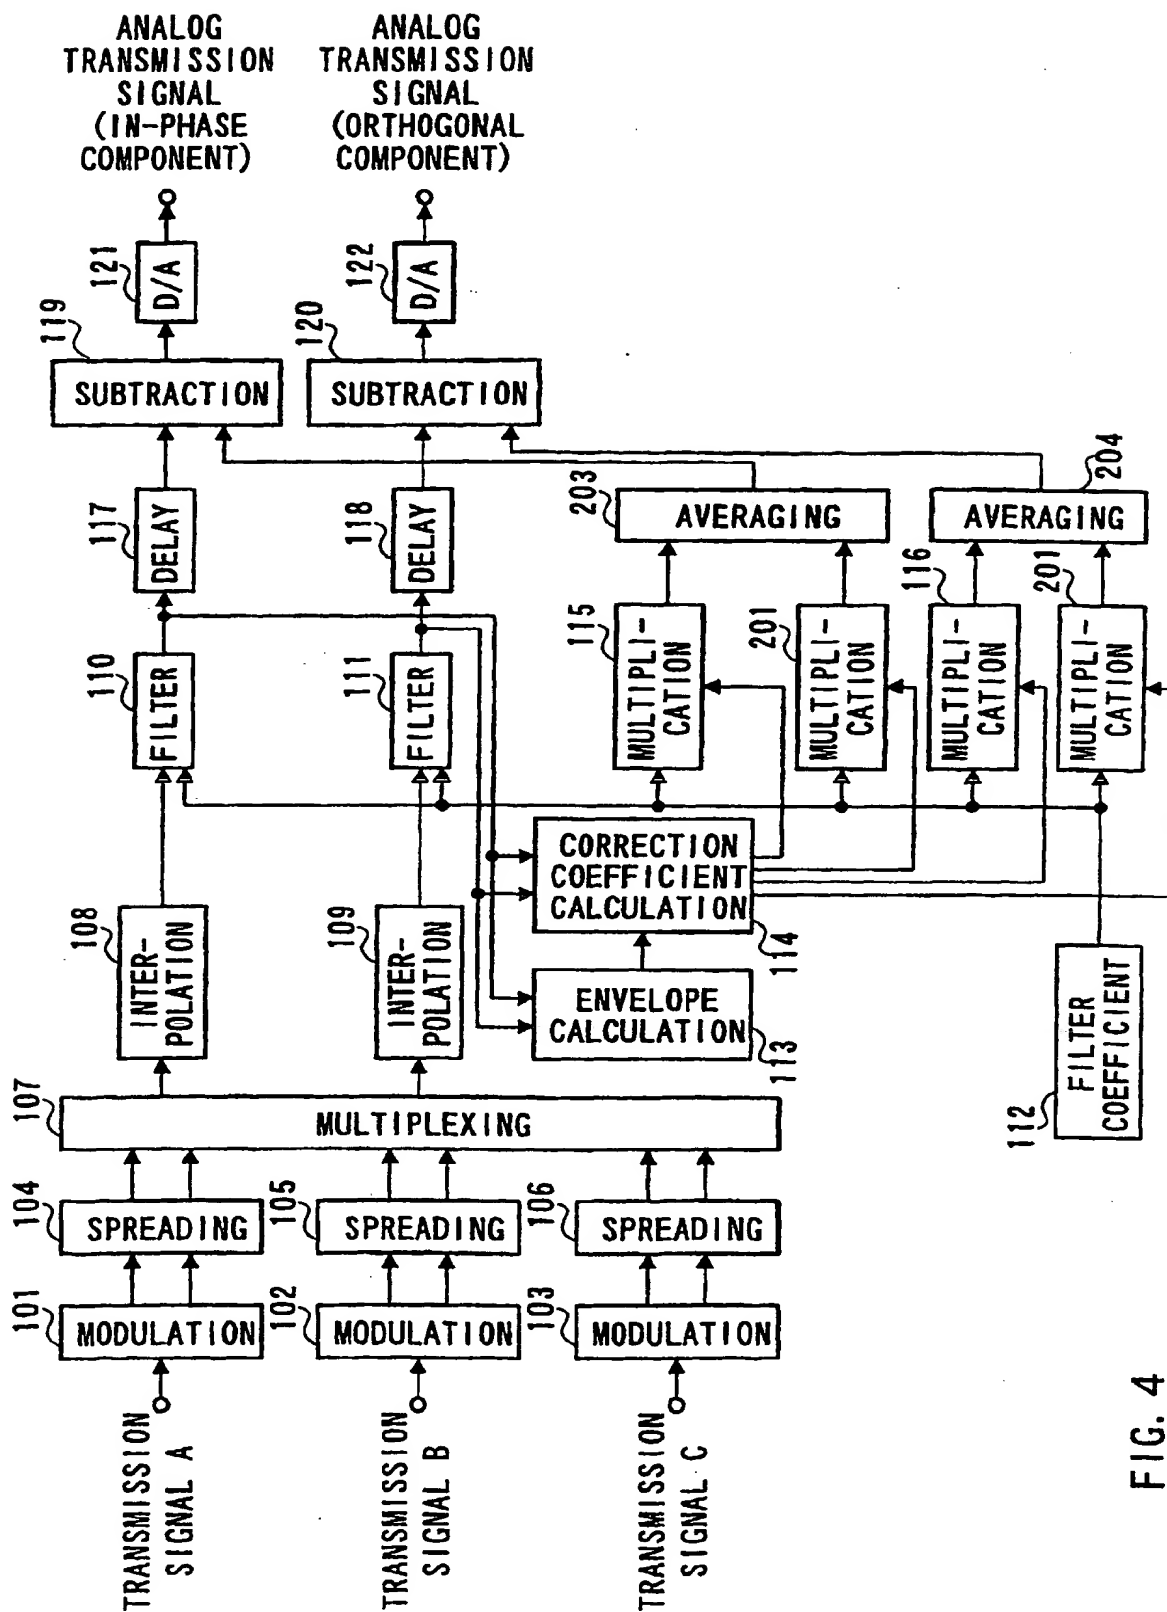 TRANSMISSION
SIGNAL A
TRANSMISSION
SIGNAL B
TRANSMISSION
SIGNAL C
101
MODULATION
102
MODULATION
103
MODULATION
104
SPREADING
105
SPREADING
106
SPREADING
107
MULTIPLEXING
108
INTER-
POLATION
109
INTER-
POLATION
110
FILTER
111
FILTER
112
FILTER
COEFFICIENT
ENVELOPE
CALCULATION
113
CORRECTION
COEFFICIENT
CALCULATION
114
115
MULTIPLI-
CATION
201
MULTIPLI-
CATION
116
MULTIPLI-
CATION
201
MULTIPLI-
CATION
117
DELAY
118
DELAY
203
AVERAGING
204
AVERAGING
119
SUBTRACTION
120
SUBTRACTION
121
D/A
122
D/A
ANALOG
TRANSMISSION
SIGNAL
(IN-PHASE
COMPONENT)
ANALOG
TRANSMISSION
SIGNAL
(ORTHOGONAL
COMPONENT)
FIG. 4